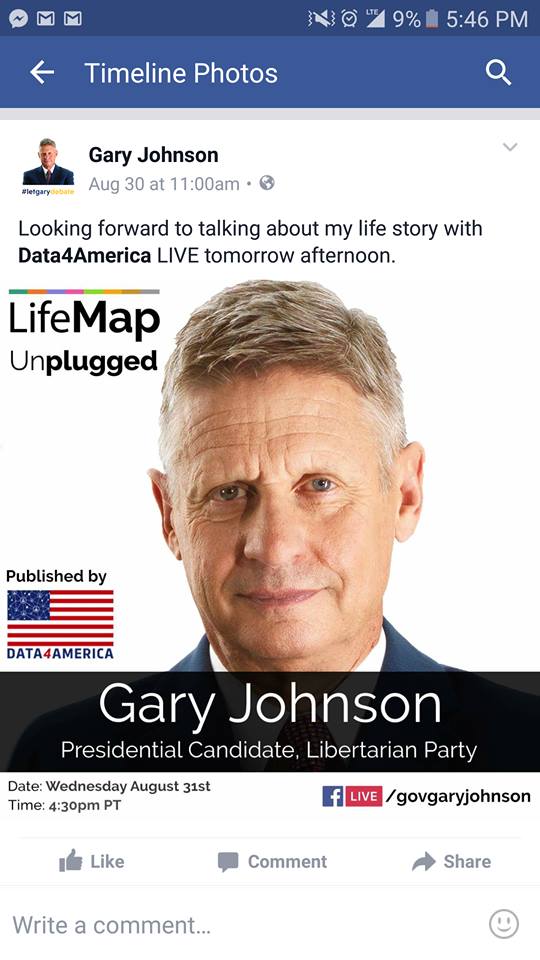 LTE 9% 5:46 PM
Timeline Photos
#letgarydebate
Gary Johnson
Aug 30 at 11:00am •
Looking forward to talking about my life story with
Data4America LIVE tomorrow afternoon.
LifeMap
Unplugged
Published by
DATA4AMERICA
Gary Johnson
Presidential Candidate, Libertarian Party
Date: Wednesday August 31st
Time: 4:30pm PT
f LIVE /govgaryjohnson
Like Comment Share
Write a comment...